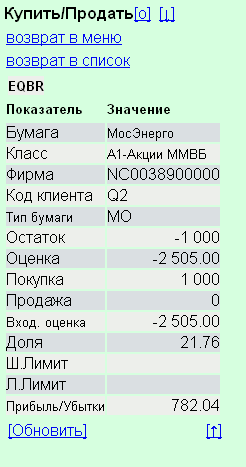 Купить/Продать[o] [↓]
возврат в меню
возврат в список
EQBR
Показатель Значение
Бумага МосЭнерго
Класс А1-Акции ММВБ
Фирма NC0038900000
Код клиента Q2
Тип бумаги МО
Остаток -1 000
Оценка -2 505.00
Покупка 1 000
Продажа 0
Вход. оценка -2 505.00
Доля 21.76
Ш.Лимит
Л.Лимит
Прибыль/Убытки 782.04
[Обновить] [↑]